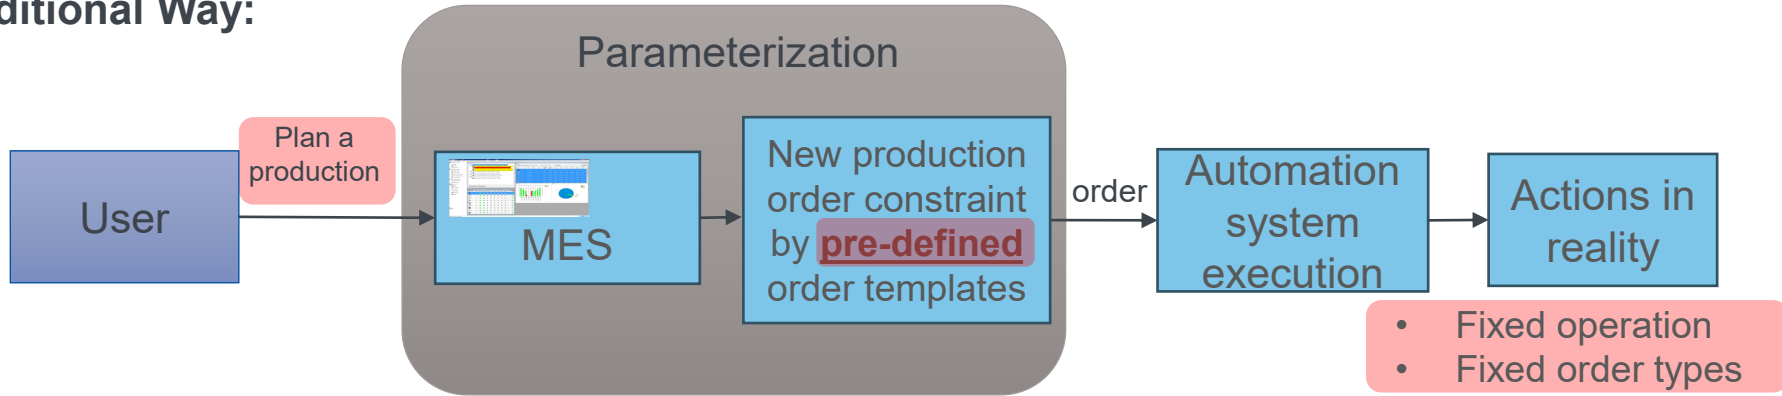 ditional Way:
Parameterization
Plan a
production
User
MES
New production
order constraint
by pre-defined
order templates
order
Automation
system
execution
Actions in
reality
• Fixed operation
• Fixed order types